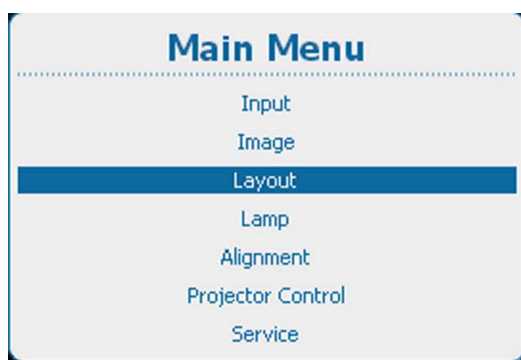 Main Menu
Input
Image
Layout
Lamp
Alignment
Projector Control
Service